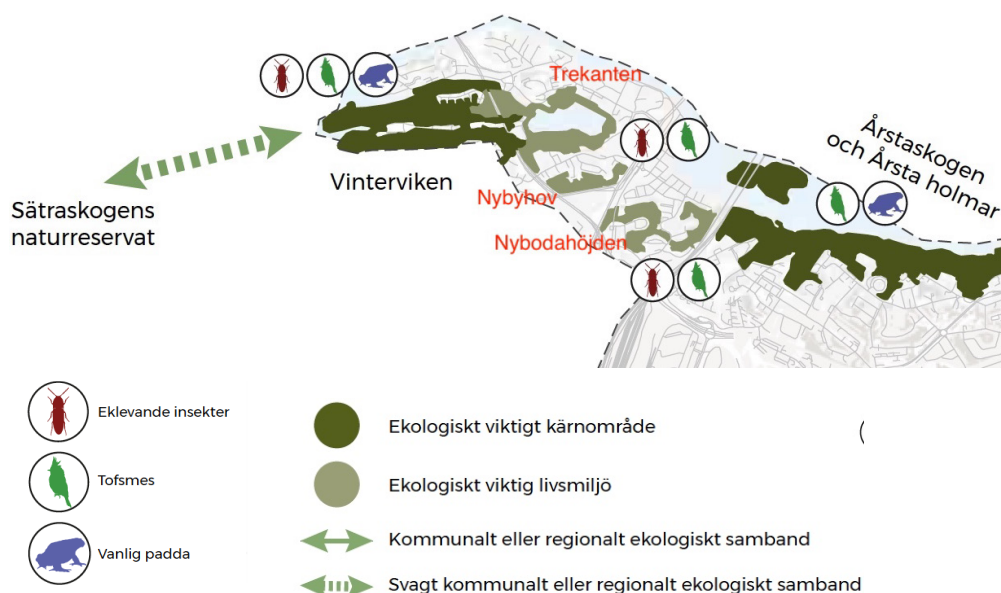 Trekanten
Årstaskogen
och Årsta holmar
Vinterviken
Sätraskogens
naturreservat
Nybyhov
Nybodahöjden
Eklevande insekter
Tofsmes
Vanlig padda
Ekologiskt viktigt kärnområde
(
Ekologiskt viktig livsmiljö
Kommunalt eller regionalt ekologiskt samband
Svagt kommunalt eller regionalt ekologiskt samband